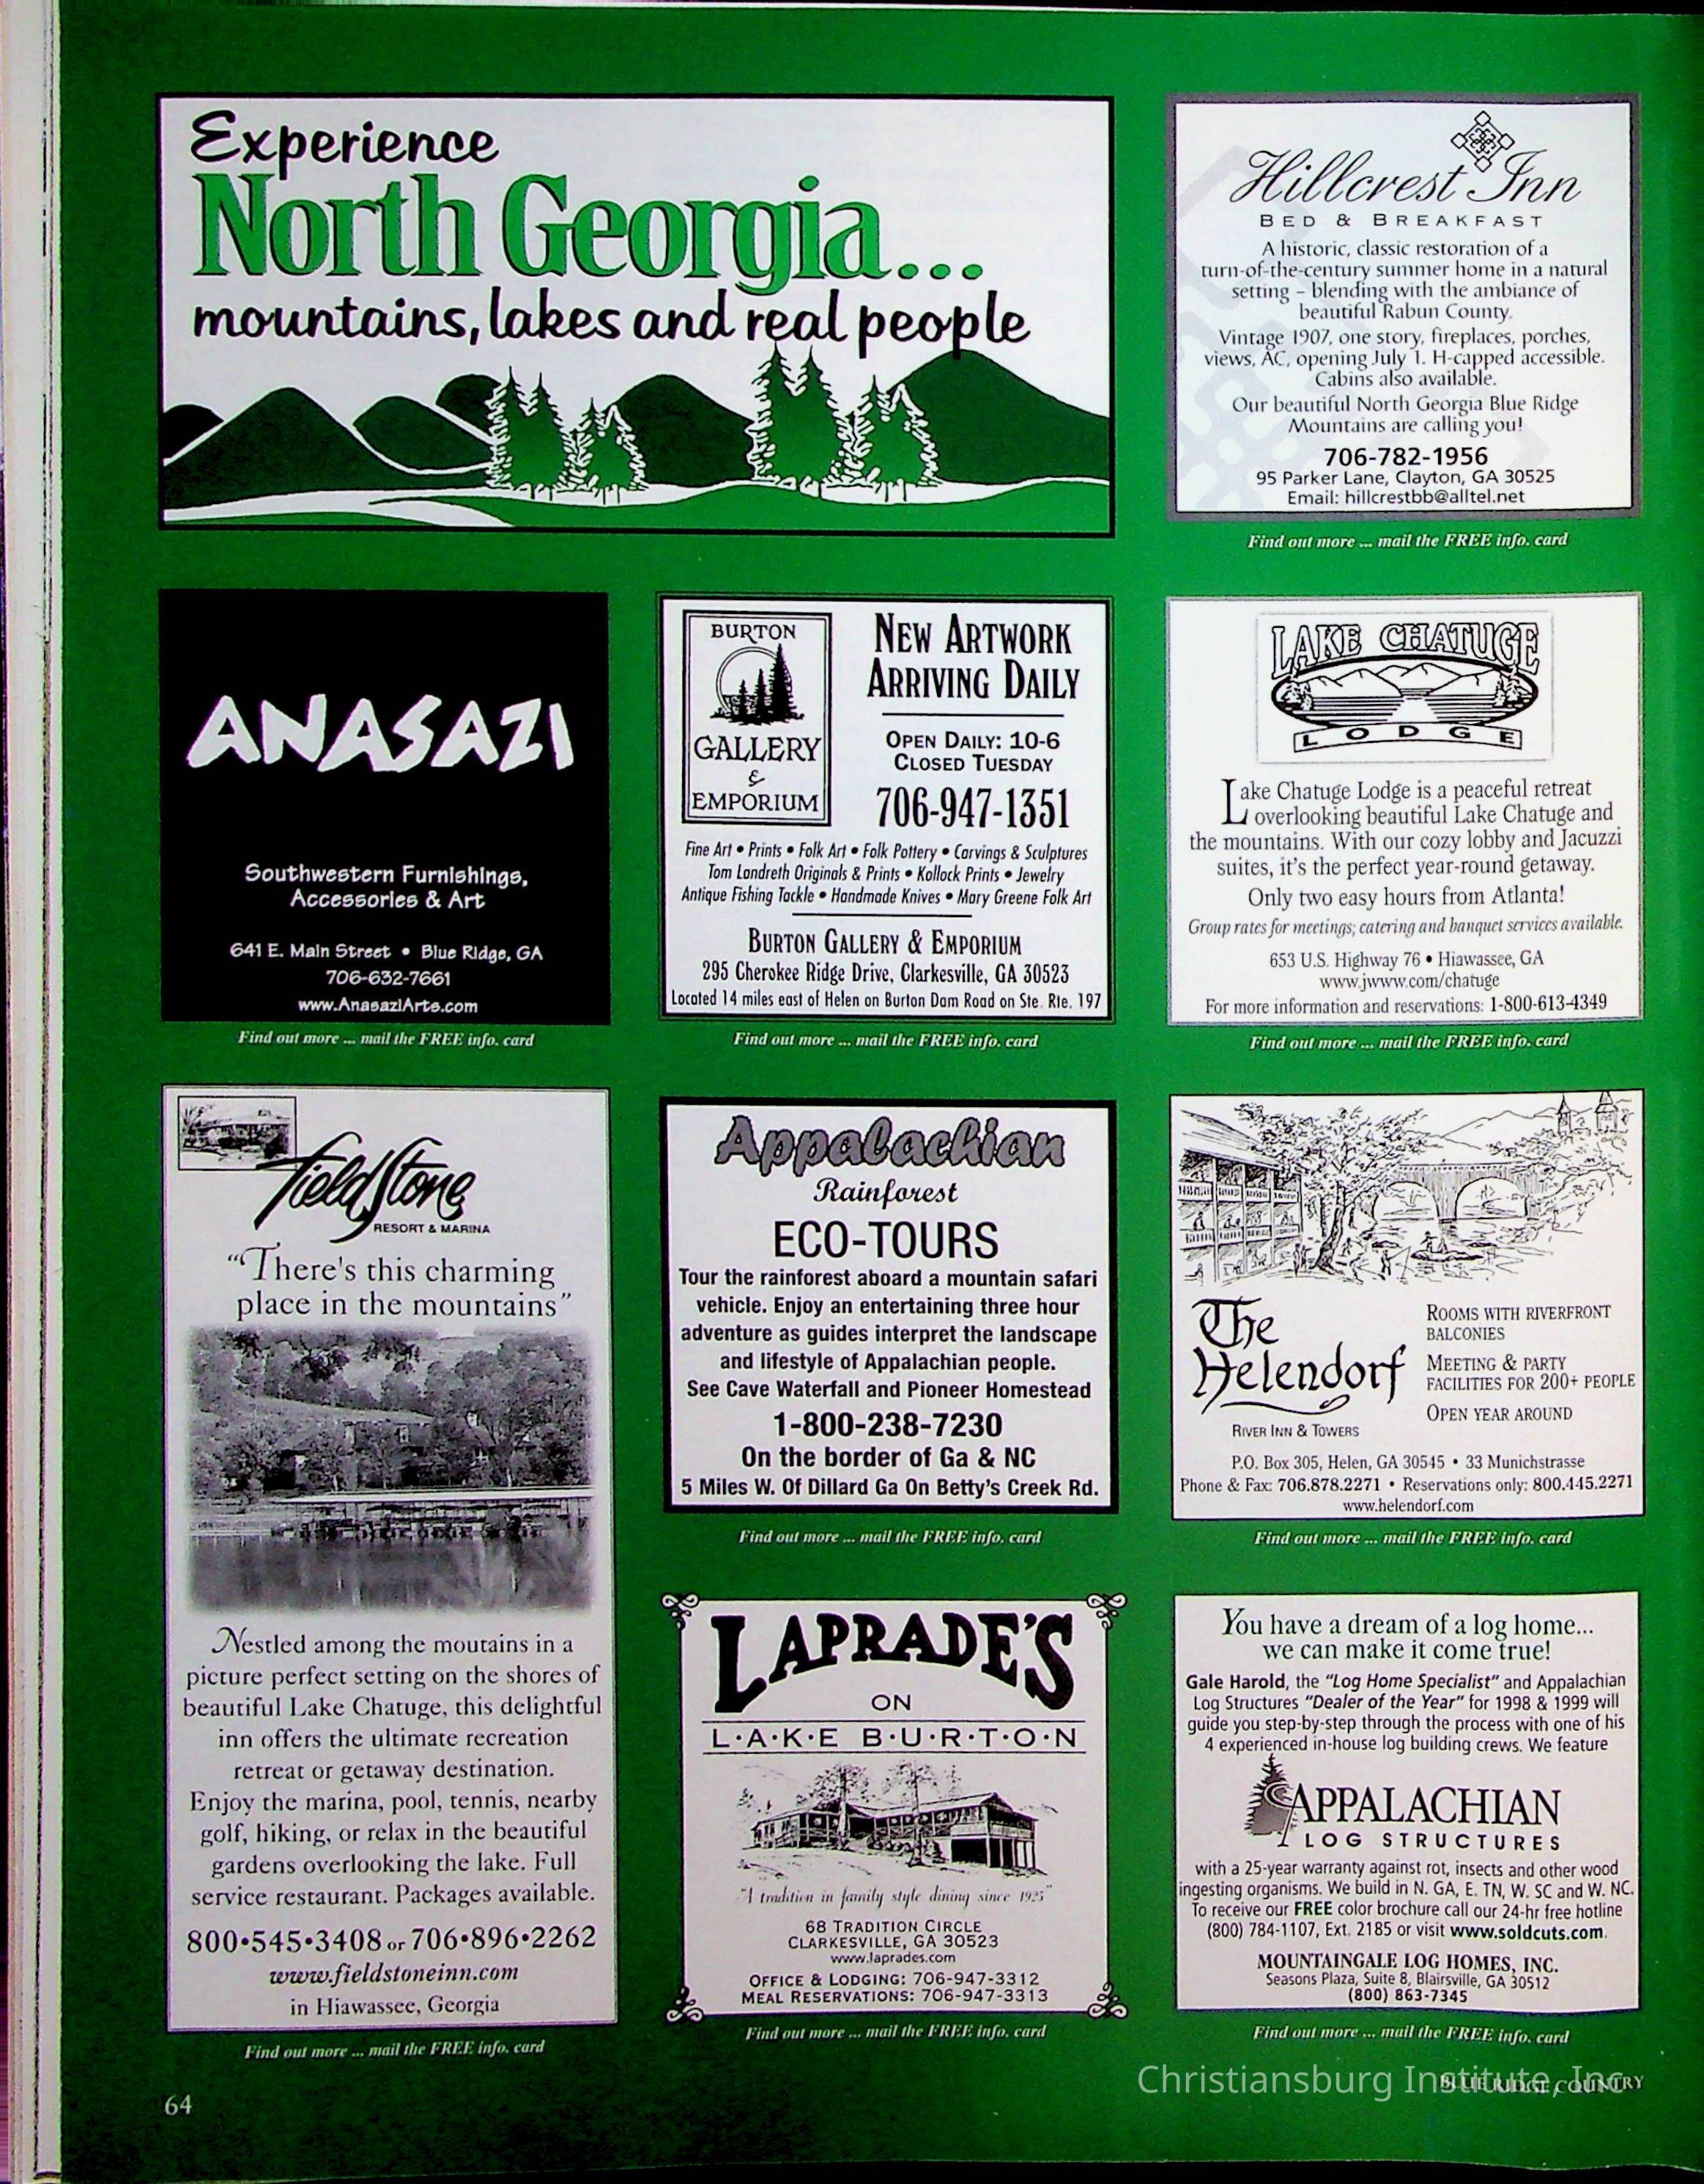 Experience
North Georgia...
mountains, lakes and real people
Hillcrest Inn
BED & BREAKFAST
A historic, classic restoration of a
turn-of-the-century summer home in a natural
setting – blending with the ambiance of
beautiful Rabun County.
Vintage 1907, one story, fireplaces, porches,
views, AC, opening July 1. H-capped accessible.
Cabins also available.
Our beautiful North Georgia Blue Ridge
Mountains are calling you!
706-782-1956
95 Parker Lane, Clayton, GA 30525
Email: hillcrestbb@alltel.net
Find out more ... mail the FREE info. card
ANASAZI
Southwestern Furnishings,
Accessories & Art
641 E. Main Street • Blue Ridge, GA
706-632-7661
www.AnasaziArts.com
Find out more ... mail the FREE info. card
BURTON
GALLERY
&
EMPORIUM
NEW ARTWORK
ARRIVING DAILY
OPEN DAILY: 10-6
CLOSED TUESDAY
706-947-1351
Fine Art • Prints • Folk Art • Folk Pottery • Carvings & Sculptures
Tom Landreth Originals & Prints • Kollock Prints • Jewelry
Antique Fishing Tackle • Handmade Knives • Mary Greene Folk Art
BURTON GALLERY & EMPORIUM
295 Cherokee Ridge Drive, Clarkesville, GA 30523
Located 14 miles east of Helen on Burton Dam Road on Ste. Rte. 197
Find out more ... mail the FREE info. card
LAKE CHATUGE
LODGE
Lake Chatuge Lodge is a peaceful retreat
overlooking beautiful Lake Chatuge and
the mountains. With our cozy lobby and Jacuzzi
suites, it's the perfect year-round getaway.
Only two easy hours from Atlanta!
Group rates for meetings; catering and banquet services available.
653 U.S. Highway 76 • Hiawassee, GA
www.jwww.com/chatuge
For more information and reservations: 1-800-613-4349
Find out more ... mail the FREE info. card
FieldStone
RESORT & MARINA
"There's this charming
place in the mountains"
Nestled among the moutains in a
picture perfect setting on the shores of
beautiful Lake Chatuge, this delightful
inn offers the ultimate recreation
retreat or getaway destination.
Enjoy the marina, pool, tennis, nearby
golf, hiking, or relax in the beautiful
gardens overlooking the lake. Full
service restaurant. Packages available.
800•545•3408 or 706•896•2262
www.fieldstoneinn.com
in Hiawassee, Georgia
Find out more ... mail the FREE info. card
Appalachian
Rainforest
ECO-TOURS
Tour the rainforest aboard a mountain safari
vehicle. Enjoy an entertaining three hour
adventure as guides interpret the landscape
and lifestyle of Appalachian people.
See Cave Waterfall and Pioneer Homestead
1-800-238-7230
On the border of Ga & NC
5 Miles W. Of Dillard Ga On Betty's Creek Rd.
Find out more ... mail the FREE info. card
The
Helendorf
RIVER INN & TOWERS
ROOMS WITH RIVERFRONT
BALCONIES
MEETING & PARTY
FACILITIES FOR 200+ PEOPLE
OPEN YEAR AROUND
P.O. Box 305, Helen, GA 30545 • 33 Munichstrasse
Phone & Fax: 706.878.2271 • Reservations only: 800.445.2271
www.helendorf.com
Find out more ... mail the FREE info. card
LAPRADE'S
ON
L·A·K·E B·U·R·T·O·N
"A tradition in family style dining since 1925"
68 TRADITION CIRCLE
CLARKESVILLE, GA 30523
www.laprades.com
OFFICE & LODGING: 706-947-3312
MEAL RESERVATIONS: 706-947-3313
Find out more ... mail the FREE info. card
You have a dream of a log home...
we can make it come true!
Gale Harold, the "Log Home Specialist" and Appalachian
Log Structures "Dealer of the Year" for 1998 & 1999 will
guide you step-by-step through the process with one of his
4 experienced in-house log building crews. We feature
APPALACHIAN
LOG STRUCTURES
with a 25-year warranty against rot, insects and other wood
ingesting organisms. We build in N. GA, E. TN, W. SC and W. NC.
To receive our FREE color brochure call our 24-hr free hotline
(800) 784-1107, Ext. 2185 or visit www.soldcuts.com.
MOUNTAINGALE LOG HOMES, INC.
Seasons Plaza, Suite 8, Blairsville, GA 30512
(800) 863-7345
Find out more ... mail the FREE info. card
64
BLUE RIDGE COUNTRY
Christiansburg Institute, Inc